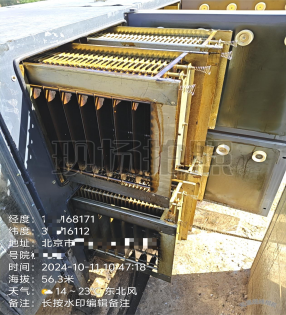 现场拍照
经度：1 168171
纬度：3 16112
地址：北京市
号院
时间：2024-10-11 10:47:18
海拔：56.3米
天气：14～23 东北风
备注：长按水印编辑备注